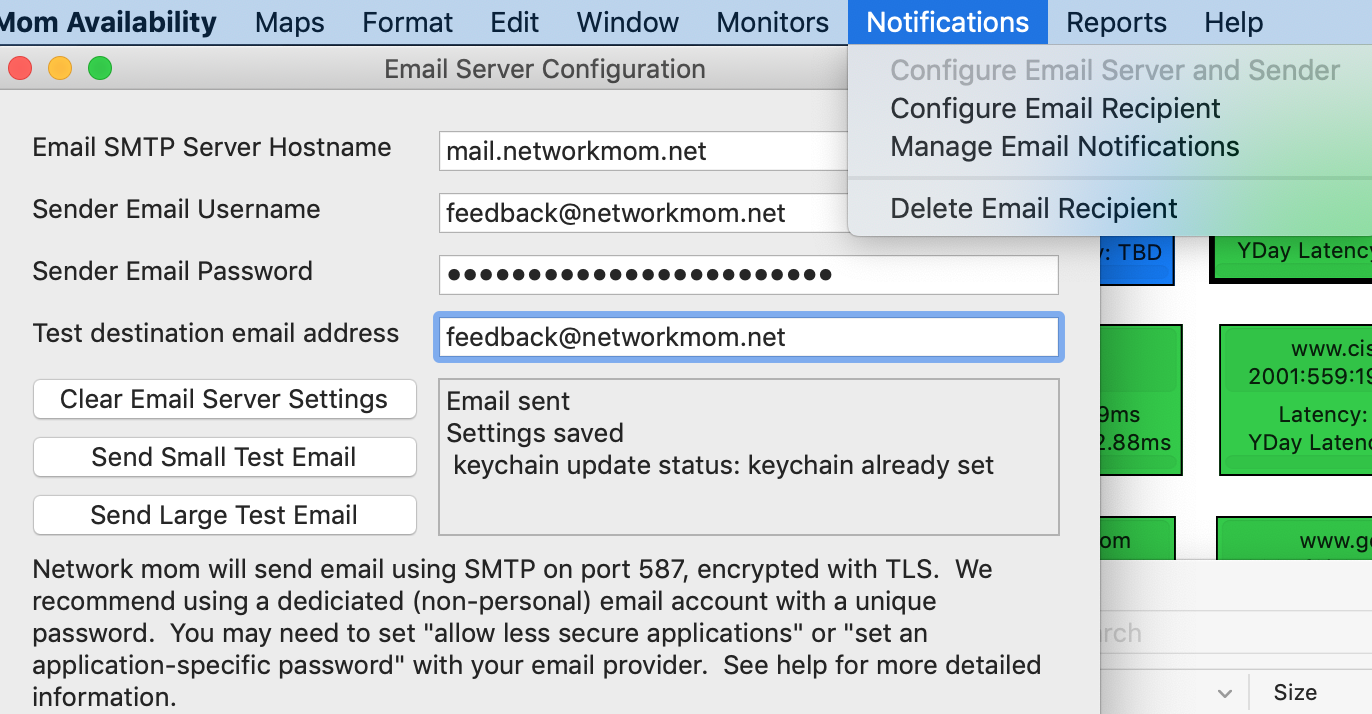 Mom Availability Maps Format Edit Window Monitors Notifications Reports Help
Email Server Configuration
Configure Email Server and Sender
Configure Email Recipient
Manage Email Notifications
Delete Email Recipient
Email SMTP Server Hostname
mail.networkmom.net
Sender Email Username
feedback@networkmom.net
Sender Email Password
●●●●●●●●●●●●●●●●●●●●●●●●
Test destination email address
feedback@networkmom.net
Clear Email Server Settings
Send Small Test Email
Send Large Test Email
Email sent
Settings saved
keychain update status: keychain already set
Network mom will send email using SMTP on port 587, encrypted with TLS. We
recommend using a dediciated (non-personal) email account with a unique
password. You may need to set "allow less secure applications" or "set an
application-specific password" with your email provider. See help for more detailed
information.
: TBD
YDay Latency
9ms
2.88ms
www.cis
2001:559:19
Latency:
YDay Latenc
om
www.g
rch
Size